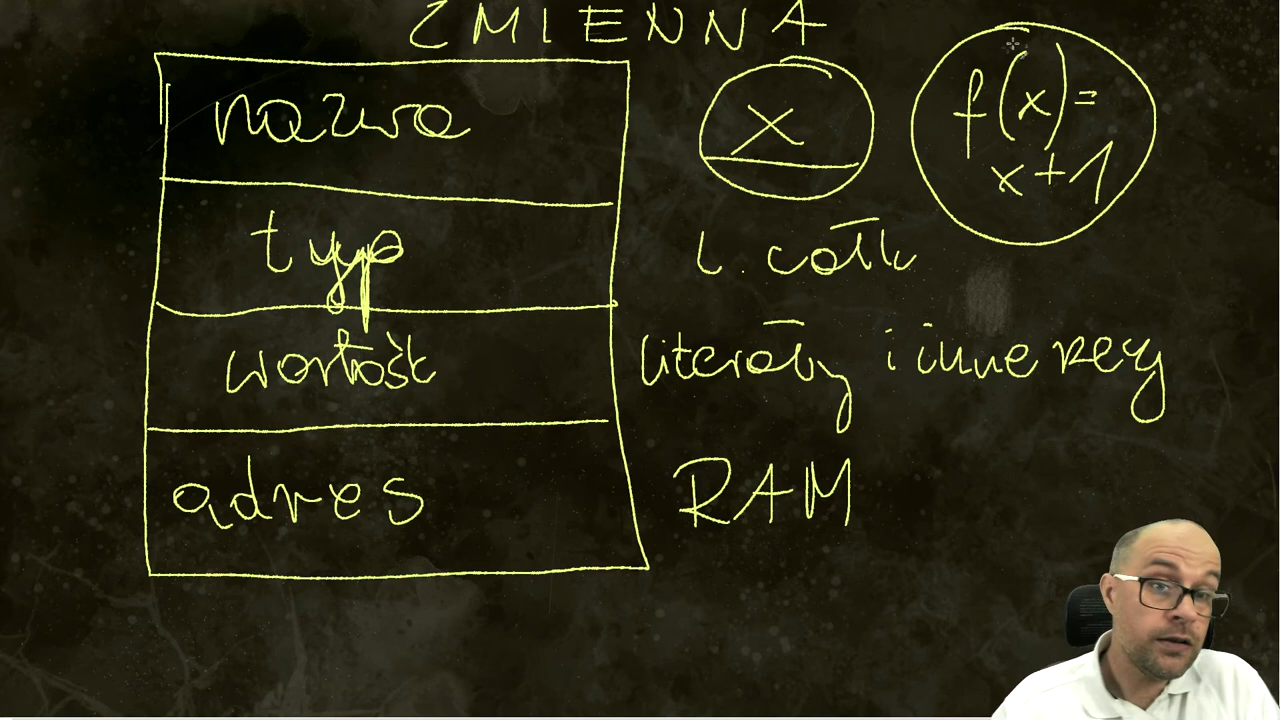 ZMIENNA
nazwa
x
f(x)=
x+1
typ
l. całk
wartość
literały i inne rzeczy
adres
RAM